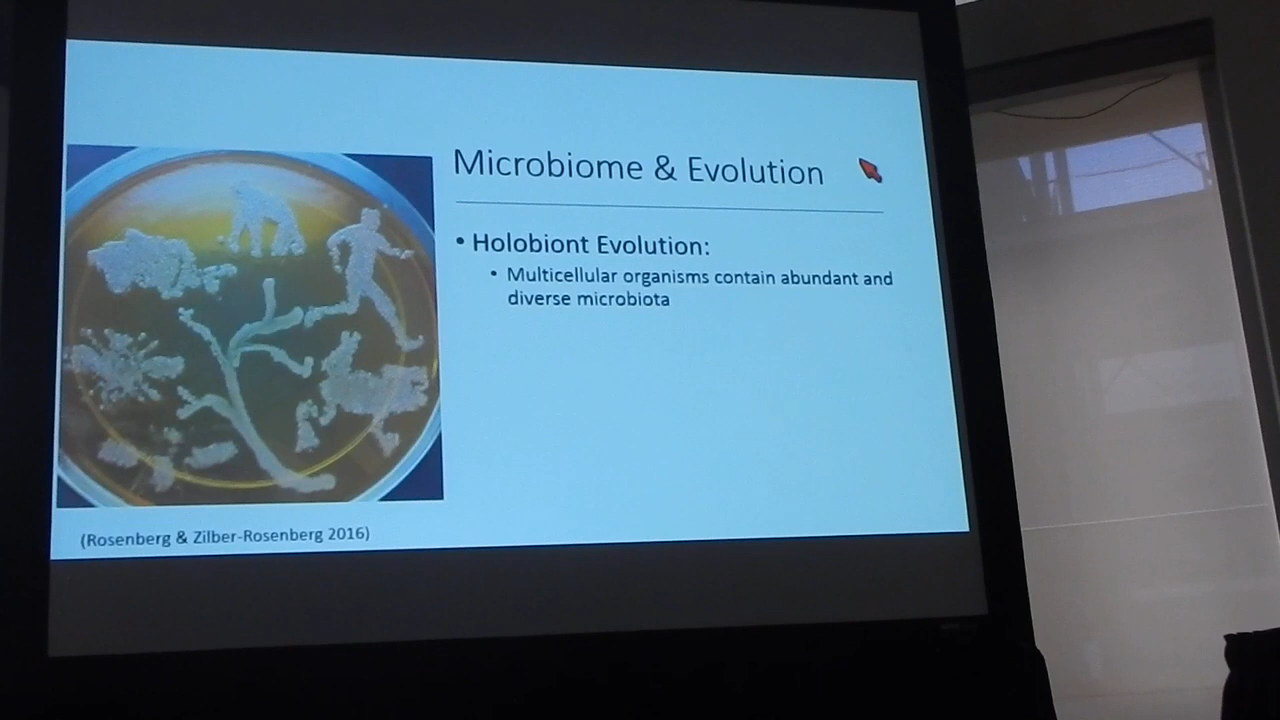 Microbiome & Evolution
• Holobiont Evolution:
• Multicellular organisms contain abundant and
diverse microbiota
(Rosenberg & Zilber-Rosenberg 2016)